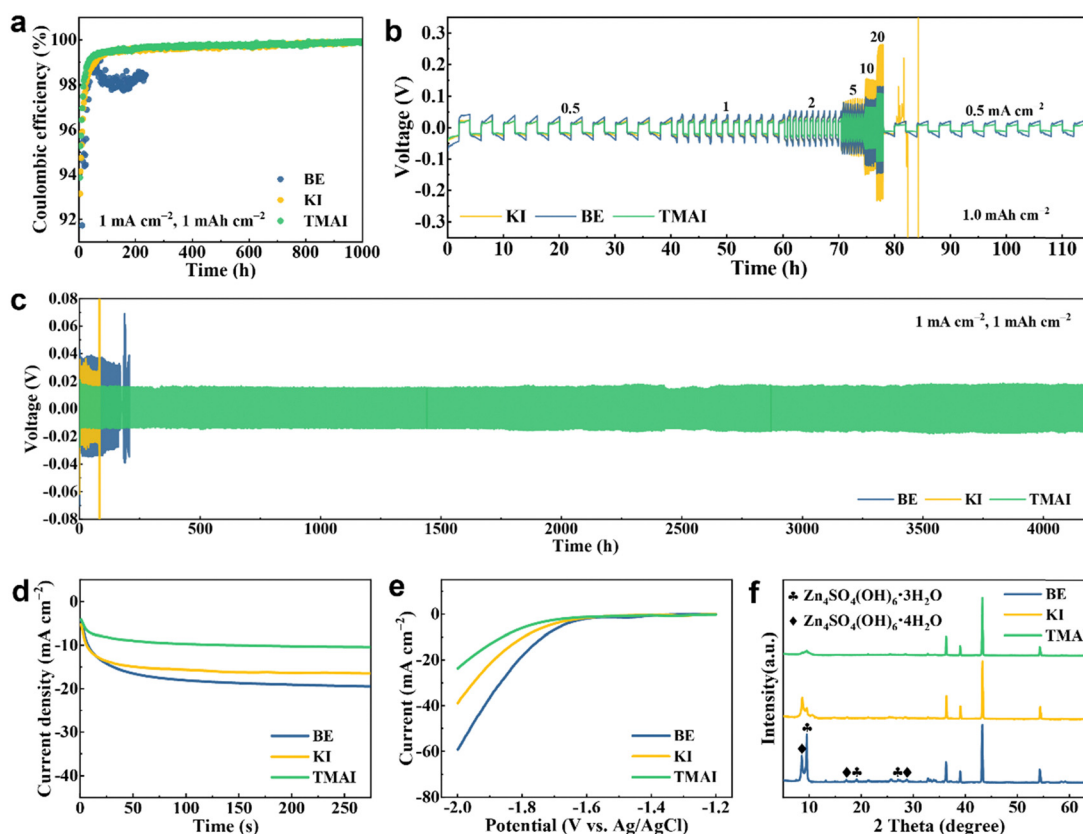 a
Coulombic efficiency (%)
100
98
96
94
92
BE
KI
TMAI
1 mA cm⁻², 1 mAh cm⁻²
0 200 400 600 800 1000
Time (h)
b
Voltage (V)
0.3
0.2
0.1
0.0
-0.1
-0.2
-0.3
0.5
1
2
5
10
20
0.5 mA cm⁻²
1.0 mAh cm⁻²
KI BE TMAI
0 10 20 30 40 50 60 70 80 90 100 110
Time (h)
c
Voltage (V)
0.08
0.06
0.04
0.02
0.00
-0.02
-0.04
-0.06
-0.08
1 mA cm⁻², 1 mAh cm⁻²
BE KI TMAI
0 500 1000 1500 2000 2500 3000 3500 4000
Time (h)
d
Current density (mA cm⁻²)
0
-10
-20
-30
-40
BE
KI
TMAI
0 50 100 150 200 250
Time (s)
e
Current (mA cm⁻²)
0
-20
-40
-60
-80
BE
KI
TMAI
-2.0 -1.8 -1.6 -1.4 -1.2
Potential (V vs. Ag/AgCl)
f
Intensity(a.u.)
♣ Zn₄SO₄(OH)₆·3H₂O
♦ Zn₄SO₄(OH)₆·4H₂O
BE
KI
TMAI
10 20 30 40 50 60
2 Theta (degree)